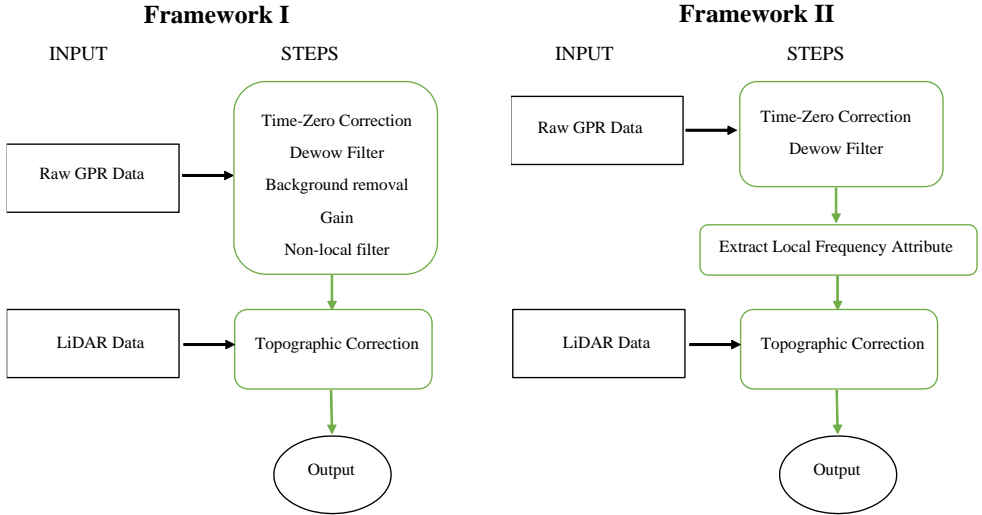 Framework I
INPUT
STEPS
Raw GPR Data
Time-Zero Correction
Dewow Filter
Background removal
Gain
Non-local filter
LiDAR Data
Topographic Correction
Output
Framework II
INPUT
STEPS
Raw GPR Data
Time-Zero Correction
Dewow Filter
Extract Local Frequency Attribute
LiDAR Data
Topographic Correction
Output